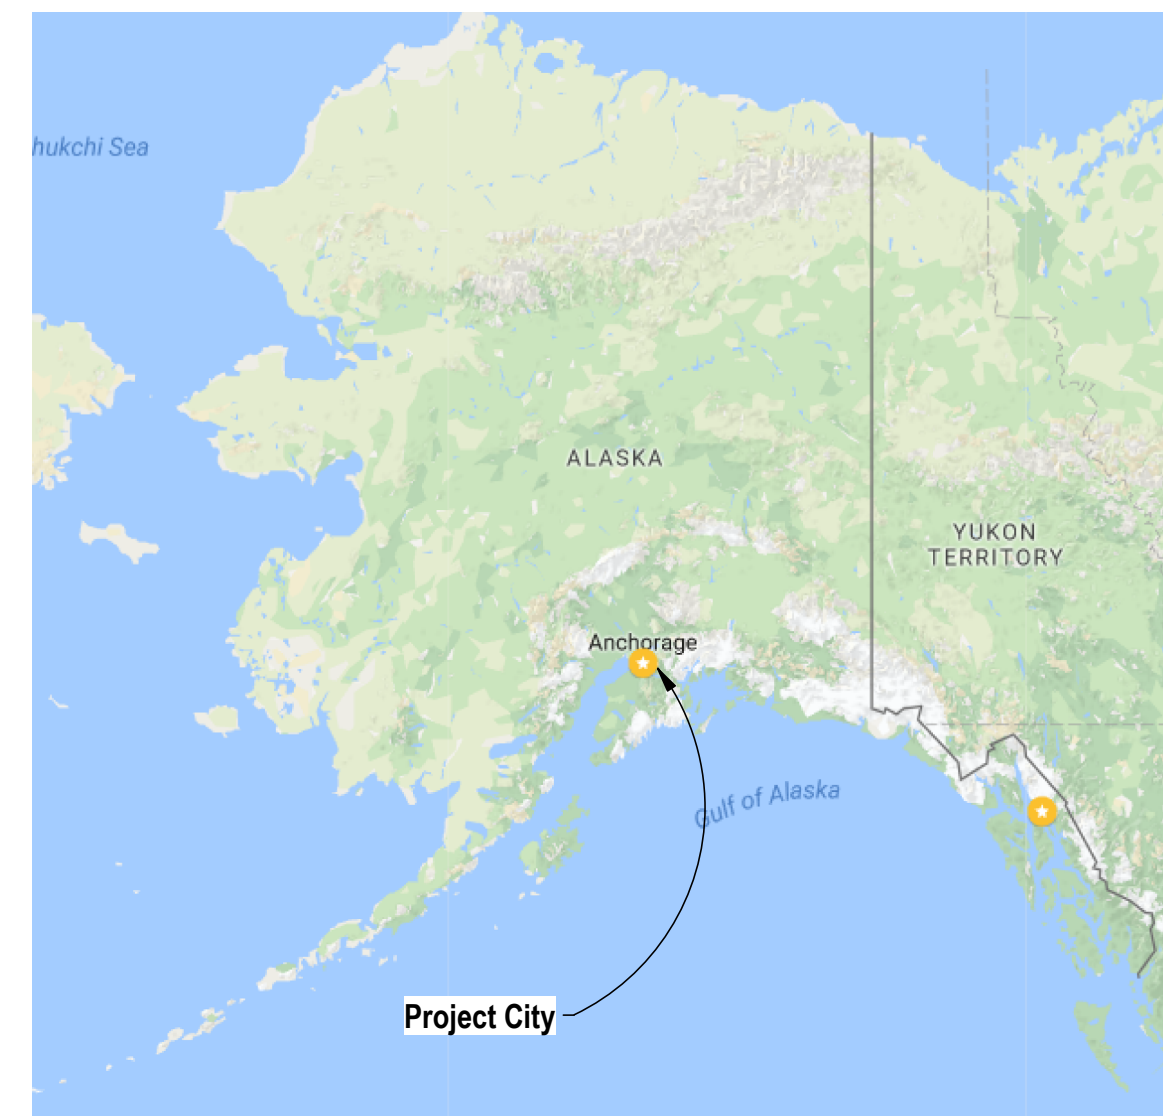 hukchi Sea
ALASKA
YUKON
TERRITORY
Anchorage
Gulf of Alaska
Project City